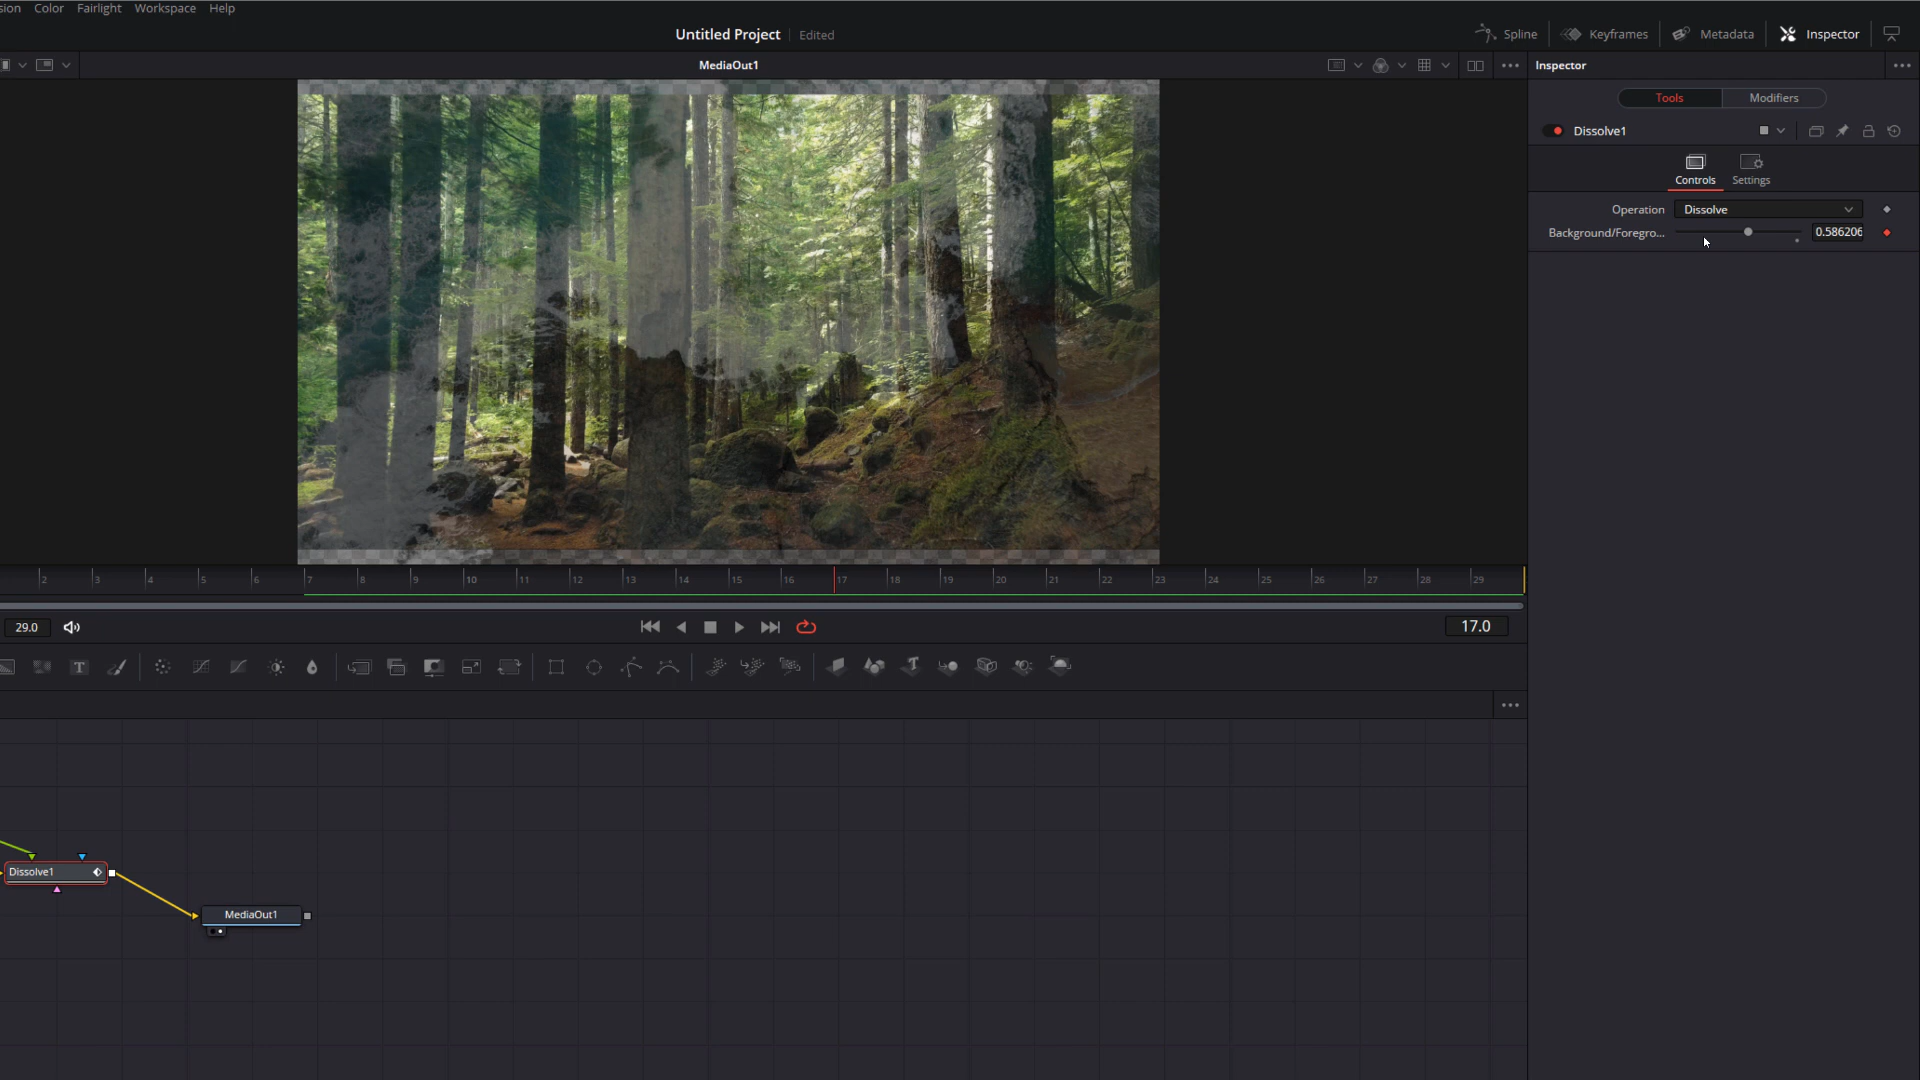 sion Color Fairlight Workspace Help
Untitled Project Edited
Spline Keyframes Metadata Inspector
MediaOut1
Inspector
Tools Modifiers
Dissolve1
Controls Settings
Operation Dissolve
Background/Foregro... 0.586206
2 3 4 5 6 7 8 9 10 11 12 13 14 15 16 17 18 19 20 21 22 23 24 25 26 27 28 29
29.0
17.0
T
Dissolve1
MediaOut1